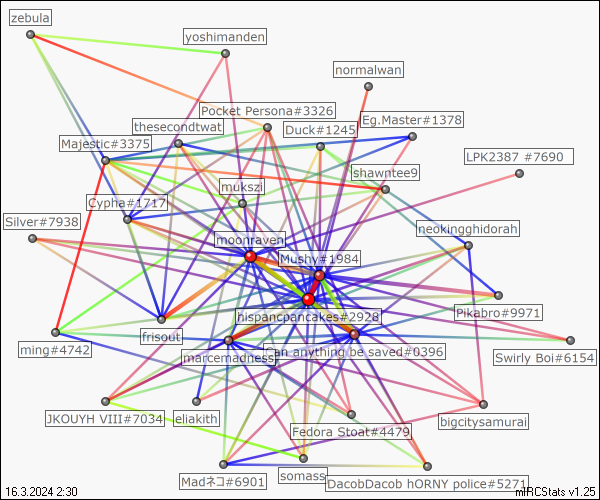 zebula
yoshimanden
normalwan
Pocket Persona#3326
Eg.Master#1378
thesecondtwat
Duck#1245
Majestic#3375
LPK2387 #7690
shawntee9
mukszi
Cypha#1717
Silver#7938
neokingghidorah
moonraven
Mushy#1984
hispancpancakes#2928
Pikabro#9971
frisout
ming#4742
marcemadness
an anything be saved#0396
Swirly Boi#6154
JKOUYH VIII#7034
eliakith
bigcitysamurai
Fedora Stoat#4479
Madネコ#6901
somass
DacobDacob hORNY police#5271
16.3.2024 2:30
mIRCStats v1.25